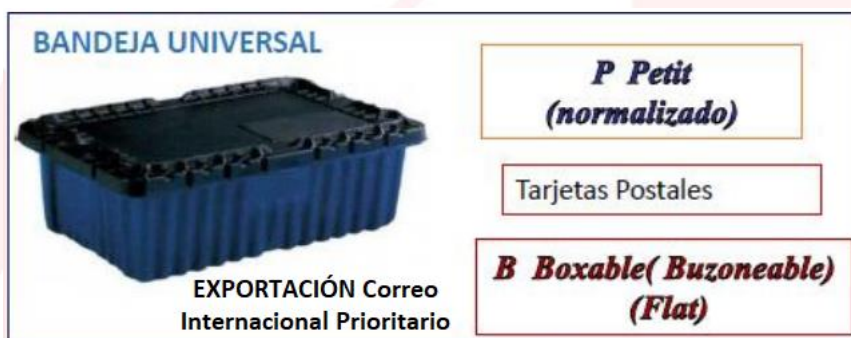 BANDEJA UNIVERSAL
P Petit
(normalizado)
Tarjetas Postales
B Boxable( Buzoneable)
(Flat)
EXPORTACIÓN Correo
Internacional Prioritario